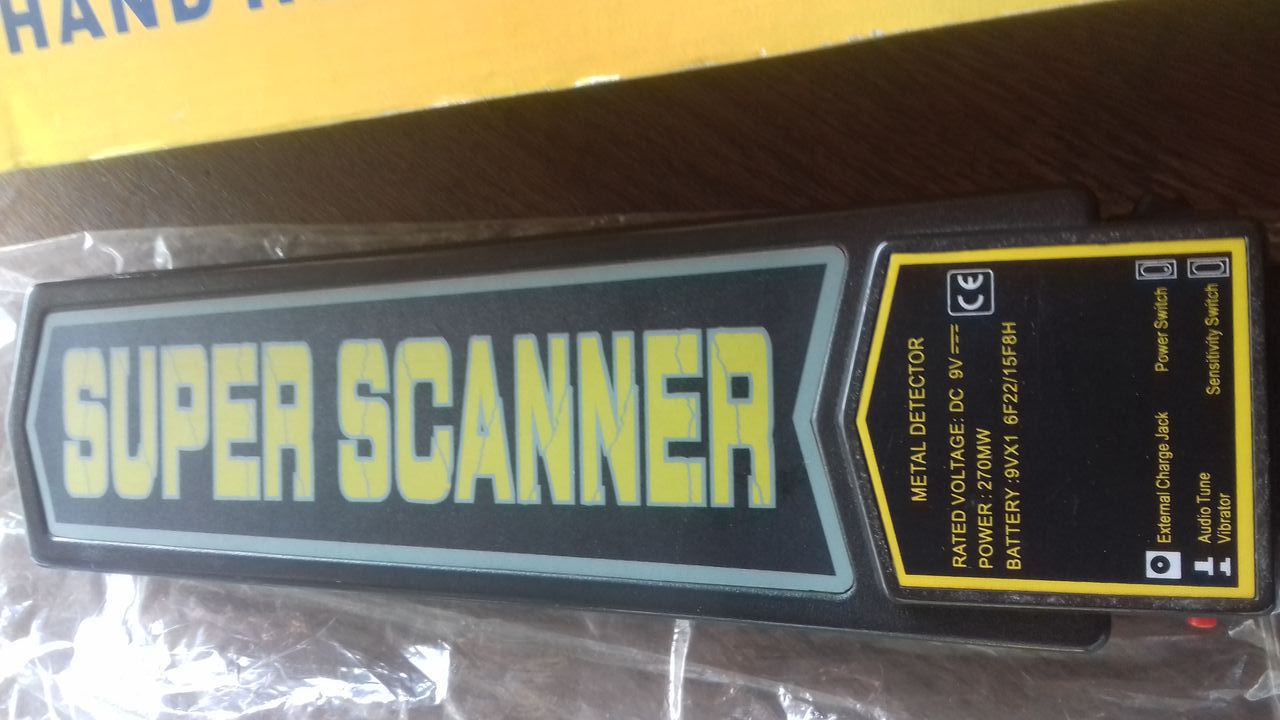 HAND
SUPER SCANNER
METAL DETECTOR
RATED VOLTAGE: DC 9V
CE
POWER : 270MW
BATTERY :9VX1 6F22/15F8H
External Charge Jack
Power Switch
Audio Tune
Vibrator
Sensitivity Switch